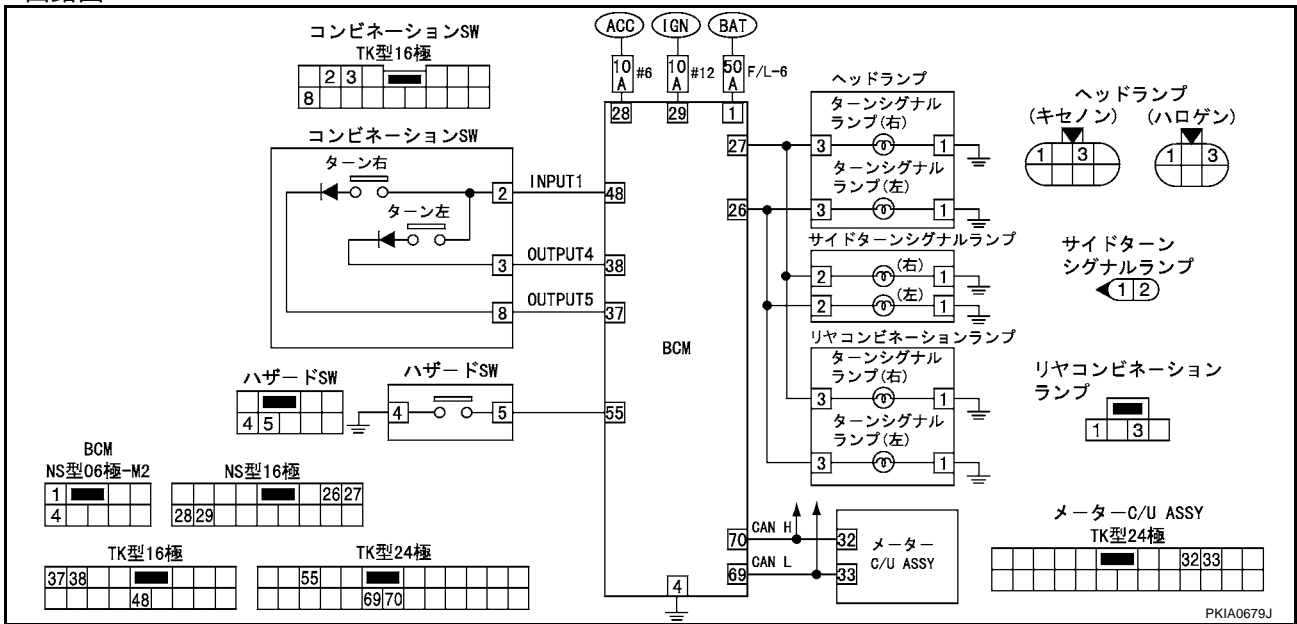 コンビネーションSW
TK型16極
2 3
8
ACC IGN BAT
10A #6 10A #12 50A F/L-6
28 29 1
コンビネーションSW
ターン右
ターン左
2 INPUT1 48
3 OUTPUT4 38
8 OUTPUT5 37
BCM
ハザードSW
4 5
ハザードSW
4 5 55
27
26
ヘッドランプ
ターンシグナル
ランプ(右)
3 1
ターンシグナル
ランプ(左)
3 1
サイドターンシグナルランプ
2 (右) 1
2 (左) 1
リヤコンビネーションランプ
ターンシグナル
ランプ(右)
3 1
ターンシグナル
ランプ(左)
3 1
ヘッドランプ
(キセノン) (ハロゲン)
1 3 1 3
サイドターン
シグナルランプ
1 2
リヤコンビネーション
ランプ
1 3
BCM
NS型06極-M2
1
4
NS型16極
26 27
28 29
TK型16極
37 38
48
TK型24極
55
69 70
4
70 CAN H 32
69 CAN L 33
メーター
C/U ASSY
メーターC/U ASSY
TK型24極
32 33
PKIA0679J